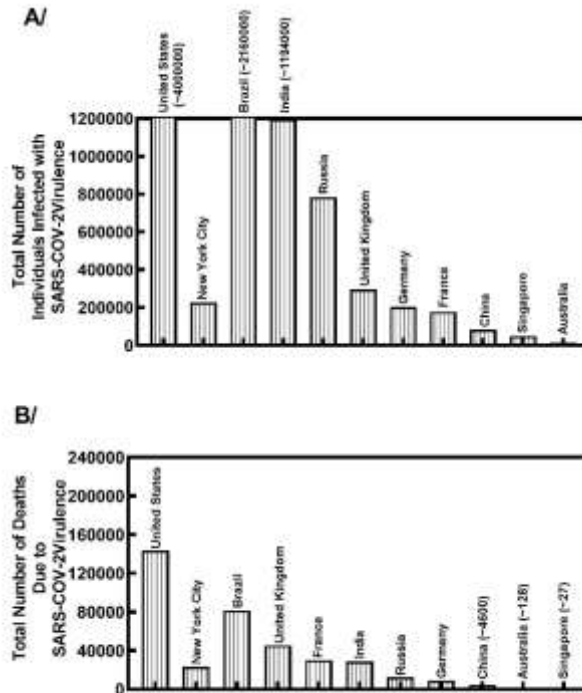 A/
United States
(~4000000)
Brazil (~2160000)
India (~1194000)
Total Number of
Individuals Infected with
SARS-COV-2Virulence
1200000
1000000
800000
600000
400000
200000
0
New York City
Russia
United Kingdom
Germany
France
China
Singapore
Australia
B/
Total Number of Deaths
Due to
SARS-COV-2Virulence
240000
200000
160000
120000
80000
40000
0
United States
New York City
Brazil
United Kingdom
France
India
Russia
Germany
China (~4600)
Australia (~128)
Singapore (~27)